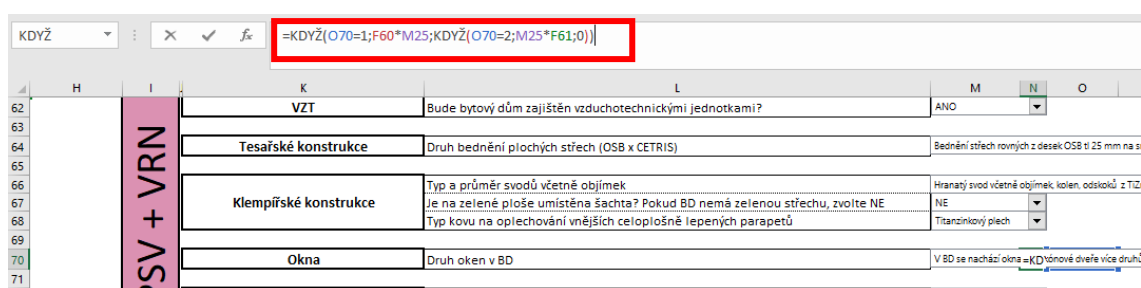 KDYŽ fx =KDYŽ(O70=1;F60*M25;KDYŽ(O70=2;M25*F61;0))
H I K L M N O
62 VZT Bude bytový dům zajištěn vzduchotechnickými jednotkami? ANO
63
64 Tesařské konstrukce Druh bednění plochých střech (OSB x CETRIS) Bednění střech rovných z desek OSB tl 25 mm na
65
66 Typ a průměr svodů včetně objímek Hranatý svod včetně objímek, kolen, odskoků z
67 Klempířské konstrukce Je na zelené ploše umístěna šachta? Pokud BD nemá zelenou střechu, zvolte NE NE
68 Typ kovu na oplechování vnějších celoplošně lepených parapetů Titanzinkový plech
69
70 Okna Druh oken v BD V BD se nachází okna =KD dveře více druhů
71
PSV + VRN